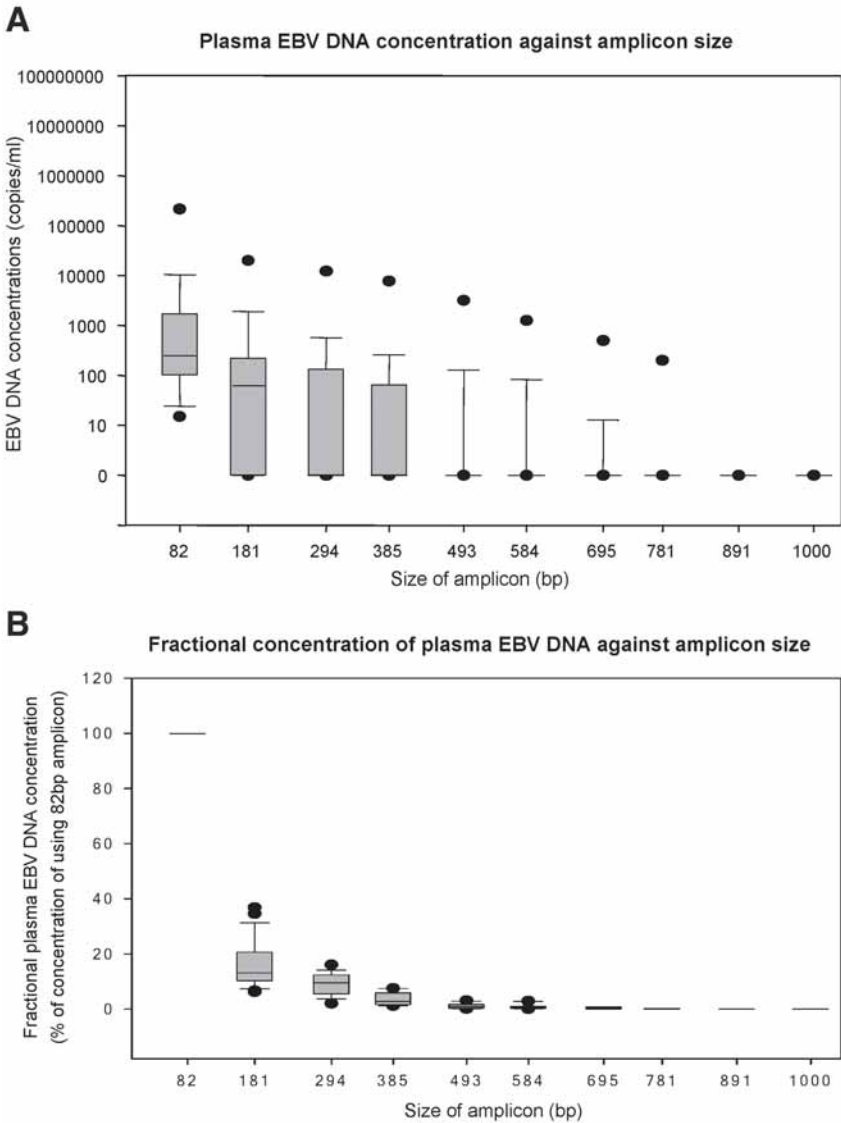 A
Plasma EBV DNA concentration against amplicon size
EBV DNA concentrations (copies/ml)
100000000
10000000
1000000
100000
10000
1000
100
10
0
82 181 294 385 493 584 695 781 891 1000
Size of amplicon (bp)
B
Fractional concentration of plasma EBV DNA against amplicon size
Fractional plasma EBV DNA concentration
(% of concentration of using 82bp amplicon)
120
100
80
60
40
20
0
82 181 294 385 493 584 695 781 891 1000
Size of amplicon (bp)